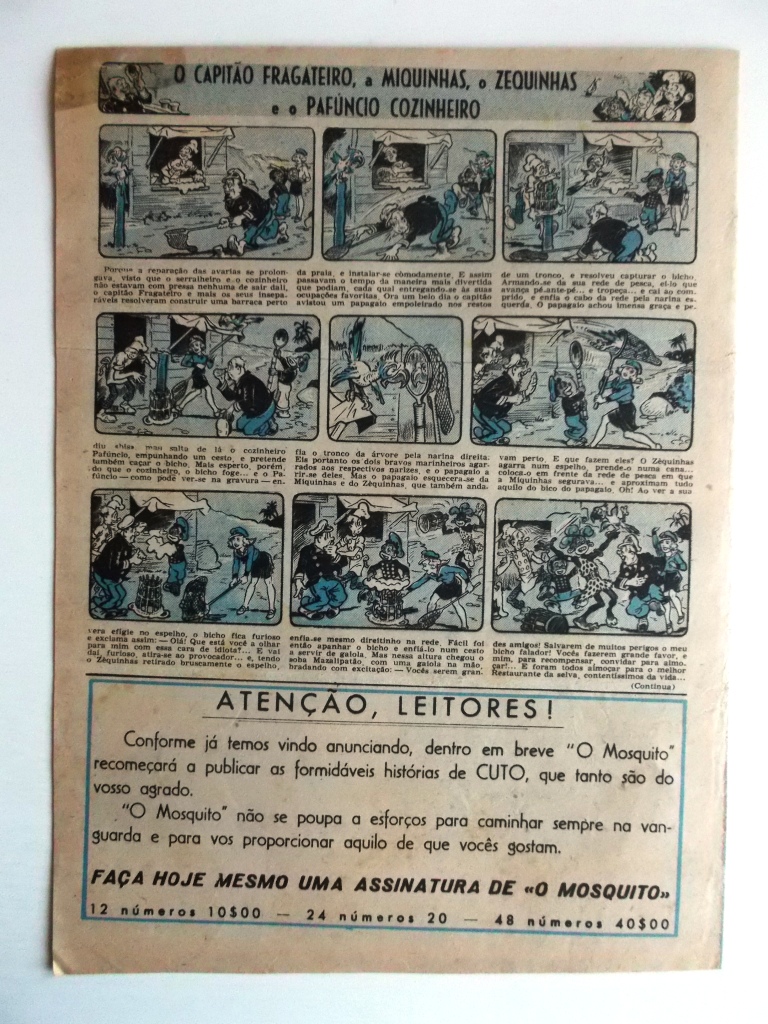 O CAPITÃO FRAGATEIRO, a MIQUINHAS, o ZEQUINHAS
e o PAFÚNCIO COZINHEIRO
Porque a reparação das avarias se prolon-
gava, visto que o serralheiro e o cozinheiro
não estavam com pressa nenhuma de sair dali,
o capitão Fragateiro e mais os seus insepa-
ráveis resolveram construir uma barraca perto
da praia, e instalar-se còmodamente. E assim
passavam o tempo da maneira mais divertida
que podiam, cada qual entregando-se às suas
ocupações favoritas. Ora um belo dia o capitão
avistou um papagaio empoleirado nos restos
de um tronco, e resolveu capturar o bicho.
Armando-se da sua rede de pesca, ei-lo que
avança pé-ante-pé... e tropeça... e cai ao com-
prido, e enfia o cabo da rede pela narina es-
querda. O papagaio achou imensa graça e pe-
diu mas salta de lá o cozinheiro
Pafúncio, empunhando um cesto, e pretende
também caçar o bicho. Mais esperto, porém,
do que o cozinheiro, o bicho foge... e o Pa-
fúncio — como pode ver-se na gravura — en-
fia o tronco da árvore pela narina direita.
Eis portanto os dois bravos marinheiros agar-
rados aos respectivos narizes, e o papagaio a
rir-se deles. Mas o papagaio esquecera-se da
Miquinhas e do Zèquinhas, que também anda-
vam perto. E que fazem eles? O Zèquinhas
agarra num espelho, prende-o numa cana...
coloca-o em frente da rede de pesca em que
a Miquinhas segurava... e aproximam tudo
aquilo do bico do papagaio. Oh! Ao ver a sua
vera efigie no espelho, o bicho fica furioso
e exclama assim: — Olá! Que está você a olhar
para mim com essa cara de idiota?... E vai
daí, furioso, atira-se ao provocador... e, tendo
o Zèquinhas retirado bruscamente o espelho,
enfia-se mesmo direitinho na rede. Fácil foi
então apanhar o bicho e enfiá-lo num cesto
a servir de gaiola. Mas nessa altura chegou o
soba Mazalipatão, com uma gaiola na mão,
bradando com excitação: — Vocês serem gran-
des amigos! Salvarem de muitos perigos o meu
bicho falador! Vocês fazerem grande favor, e
mim, para recompensar, convidar para almo-
çar!... E foram todos almoçar para o melhor
Restaurante da selva, contentíssimos da vida...
(Continua)
ATENÇÃO, LEITORES!
Conforme já temos vindo anunciando, dentro em breve "O Mosquito"
recomeçará a publicar as formidáveis histórias de CUTO, que tanto são do
vosso agrado.
"O Mosquito" não se poupa a esforços para caminhar sempre na van-
guarda e para vos proporcionar aquilo de que vocês gostam.
FAÇA HOJE MESMO UMA ASSINATURA DE «O MOSQUITO»
12 números 10$00 — 24 números 20 — 48 números 40$00